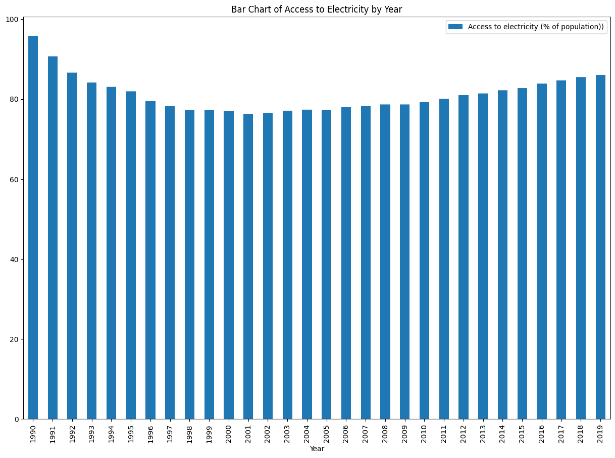 Bar Chart of Access to Electricity by Year
Access to electricity (% of population))
100
80
60
40
20
0
1990 1991 1992 1993 1994 1995 1996 1997 1998 1999 2000 2001 2002 2003 2004 2005 2006 2007 2008 2009 2010 2011 2012 2013 2014 2015 2016 2017 2018 2019
Year